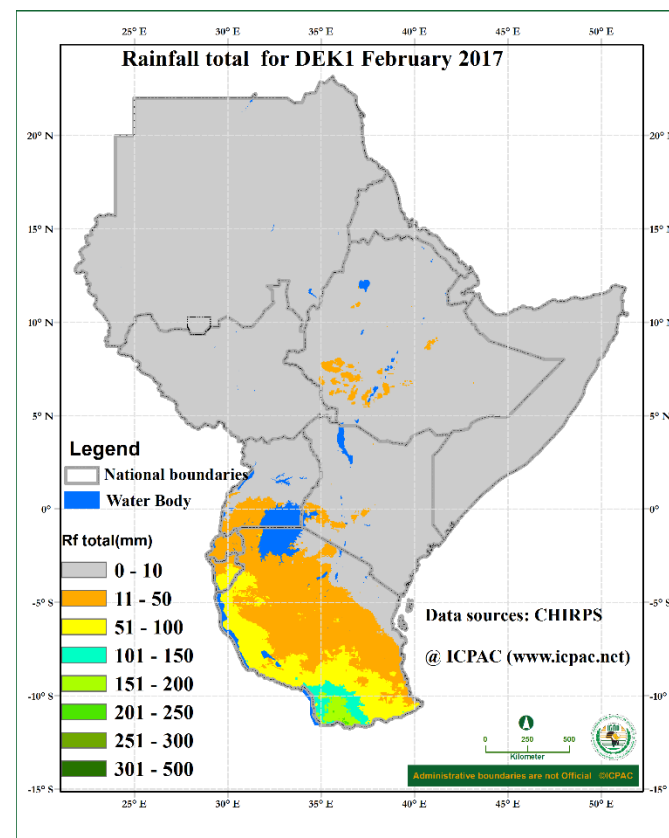 25° E 30° E 35° E 40° E 45° E 50° E
Rainfall total for DEK1 February 2017
20° N 20° N
15° N 15° N
10° N 10° N
5° N 5° N
Legend
National boundaries
Water Body
0° 0°
Rf total(mm)
0 - 10
11 - 50
51 - 100
101 - 150
151 - 200
201 - 250
251 - 300
301 - 500
-5° S -5° S
Data sources: CHIRPS
@ ICPAC (www.icpac.net)
-10° S -10° S
0 250 500
Kilometer
Administrative boundaries are not Official ©ICPAC
-15° S -15° S
25° E 30° E 35° E 40° E 45° E 50° E